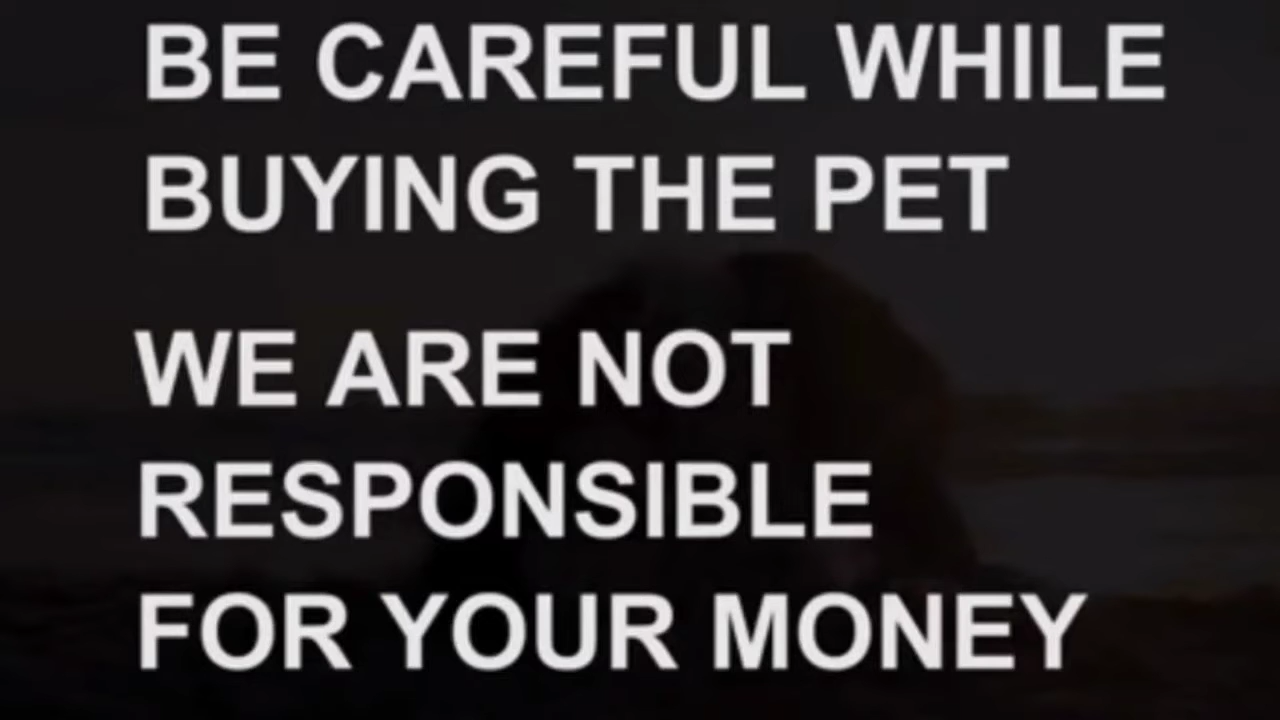 BE CAREFUL WHILE
BUYING THE PET
WE ARE NOT
RESPONSIBLE
FOR YOUR MONEY